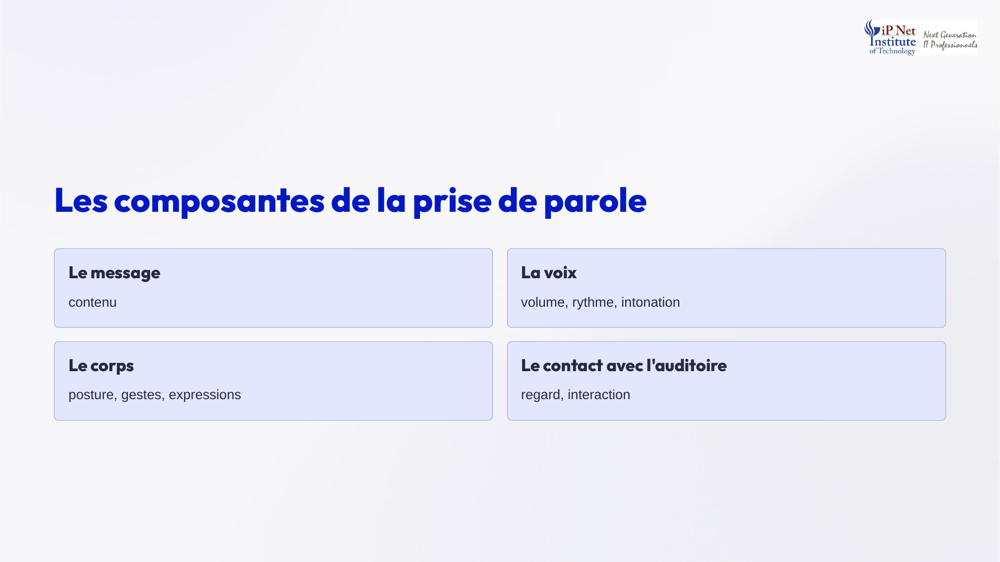 iP Net
Institute
of Technology
Next Generation
IT Professionnels
Les composantes de la prise de parole
Le message
contenu
La voix
volume, rythme, intonation
Le corps
posture, gestes, expressions
Le contact avec l'auditoire
regard, interaction